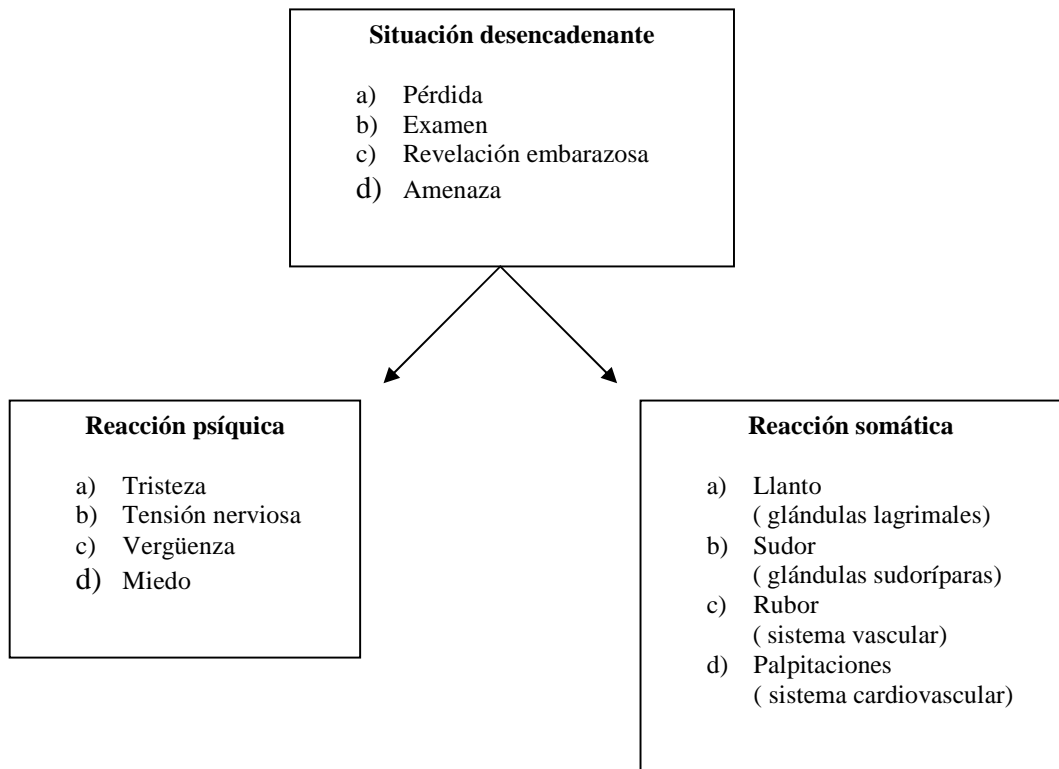 Situación desencadenante
a) Pérdida
b) Examen
c) Revelación embarazosa
d) Amenaza
Reacción psíquica
a) Tristeza
b) Tensión nerviosa
c) Vergüenza
d) Miedo
Reacción somática
a) Llanto
( glándulas lagrimales)
b) Sudor
( glándulas sudoríparas)
c) Rubor
( sistema vascular)
d) Palpitaciones
( sistema cardiovascular)